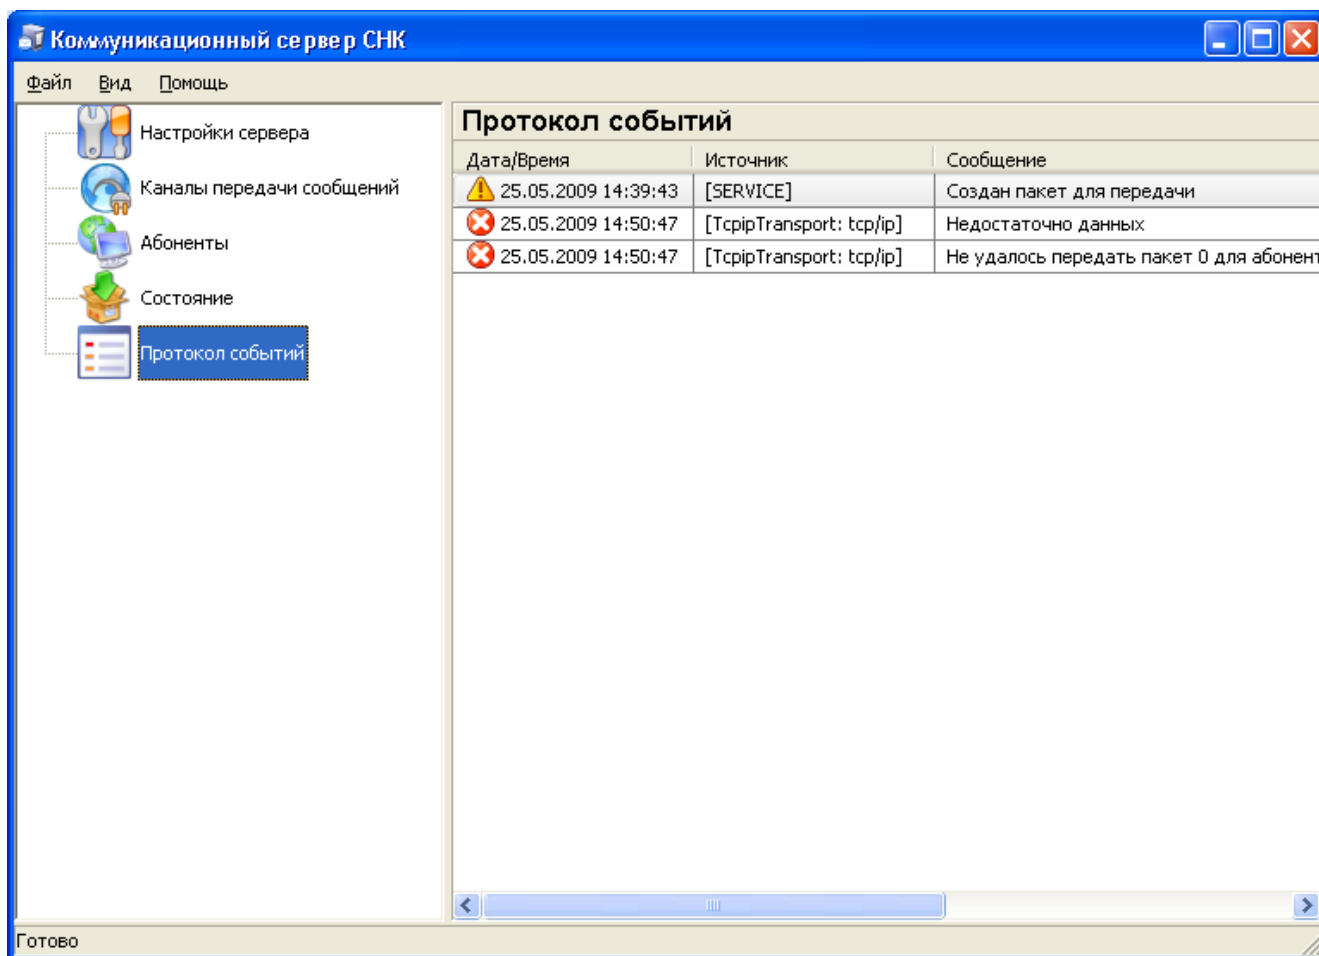 Коммуникационный сервер СНК
Файл Вид Помощь
Настройки сервера
Каналы передачи сообщений
Абоненты
Состояние
Протокол событий
Протокол событий
Дата/Время Источник Сообщение
25.05.2009 14:39:43 [SERVICE] Создан пакет для передачи
25.05.2009 14:50:47 [TcpipTransport: tcp/ip] Недостаточно данных
25.05.2009 14:50:47 [TcpipTransport: tcp/ip] Не удалось передать пакет 0 для абонент
Готово